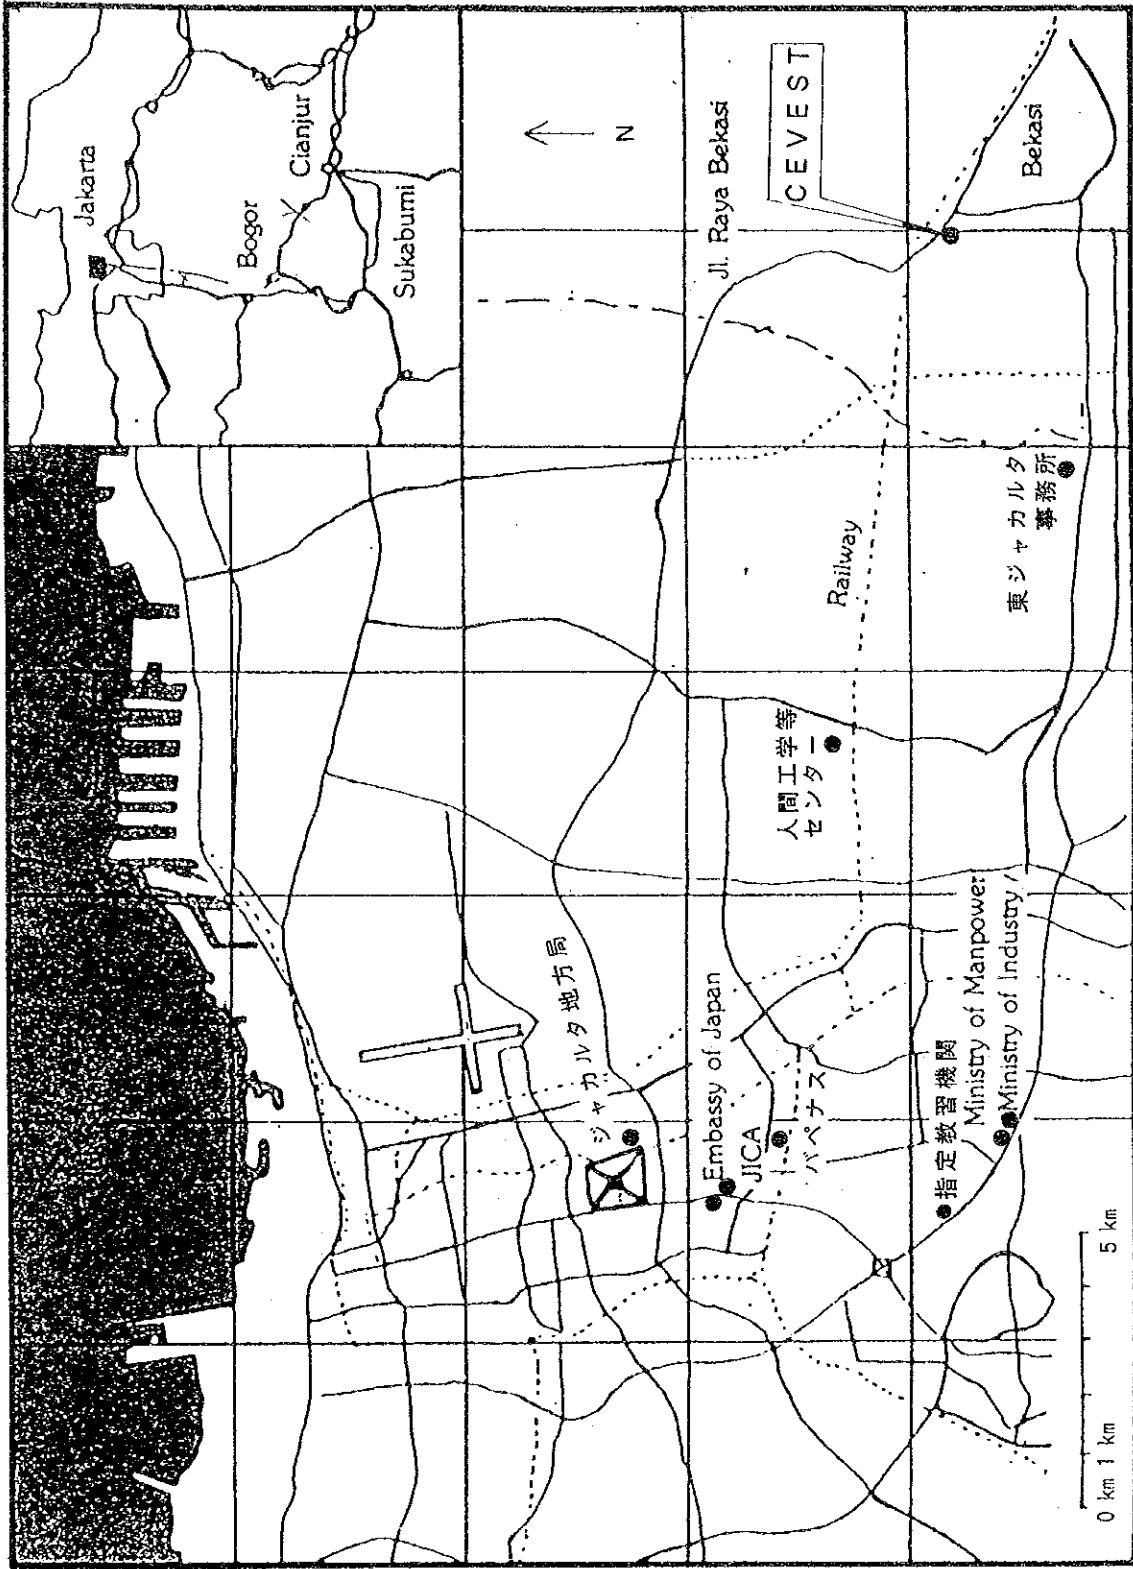 Jakarta
Bogor
Cianjur
Sukabumi
N
Jl. Raya Bekasi
CEVEST
Bekasi
Railway
東ジャカルタ
事務所
人間工学等
センター
ジャカルタ地方局
Embassy of Japan
JICA
バペナス
指定教習機関
Ministry of Manpower
Ministry of Industry
0 km 1 km 5 km